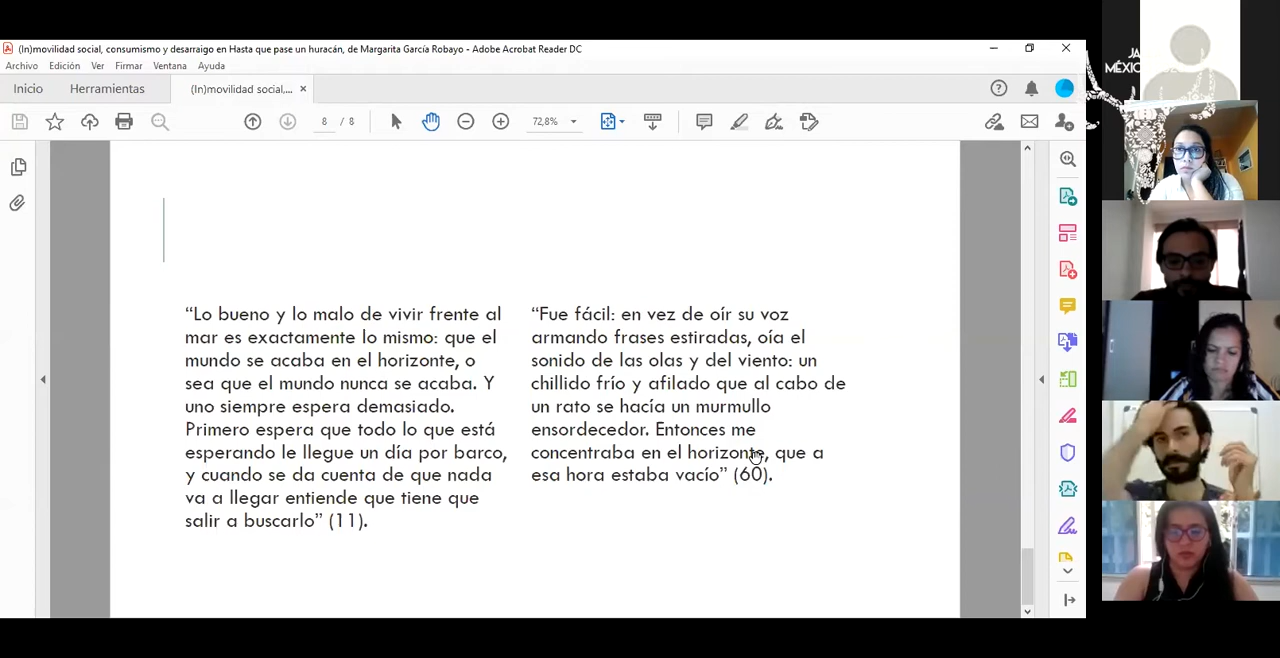 (In)movilidad social, consumismo y desarraigo en Hasta que pase un huracán, de Margarita García Robayo - Adobe Acrobat Reader DC
Archivo Edición Ver Firmar Ventana Ayuda
Inicio Herramientas (In)movilidad social,... ×
8 / 8 72,8%
“Lo bueno y lo malo de vivir frente al
mar es exactamente lo mismo: que el
mundo se acaba en el horizonte, o
sea que el mundo nunca se acaba. Y
uno siempre espera demasiado.
Primero espera que todo lo que está
esperando le llegue un día por barco,
y cuando se da cuenta de que nada
va a llegar entiende que tiene que
salir a buscarlo” (11).
“Fue fácil: en vez de oír su voz
armando frases estiradas, oía el
sonido de las olas y del viento: un
chillido frío y afilado que al cabo de
un rato se hacía un murmullo
ensordecedor. Entonces me
concentraba en el horizonte, que a
esa hora estaba vacío” (60).
JA
MÉXIC